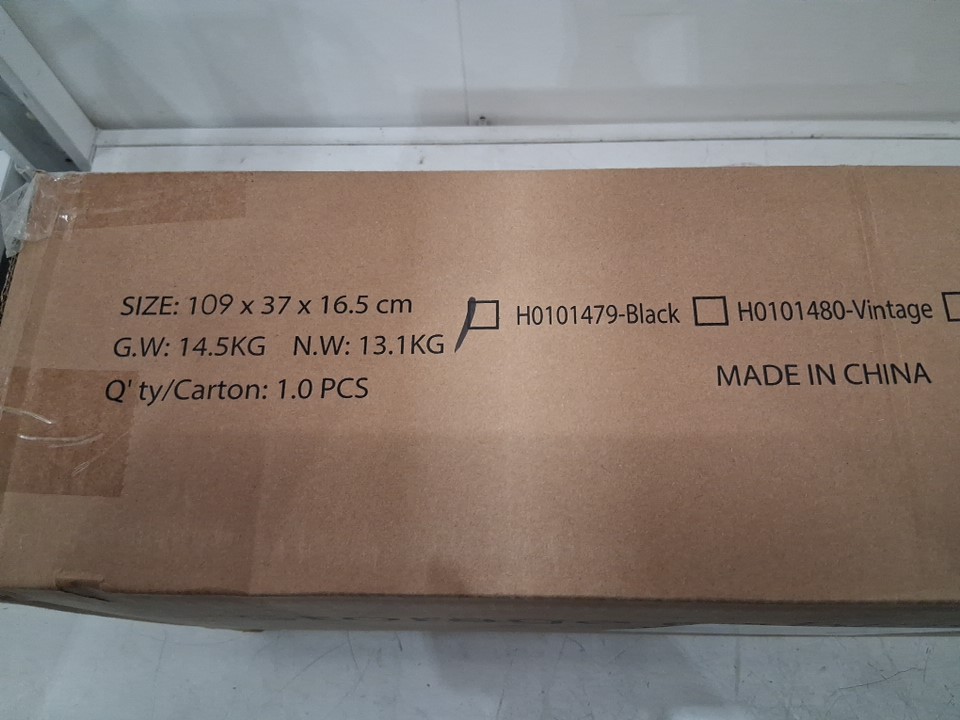 SIZE: 109 x 37 x 16.5 cm
G.W: 14.5KG N.W: 13.1KG
Q' ty/Carton: 1.0 PCS
H0101479-Black H0101480-Vintage
MADE IN CHINA